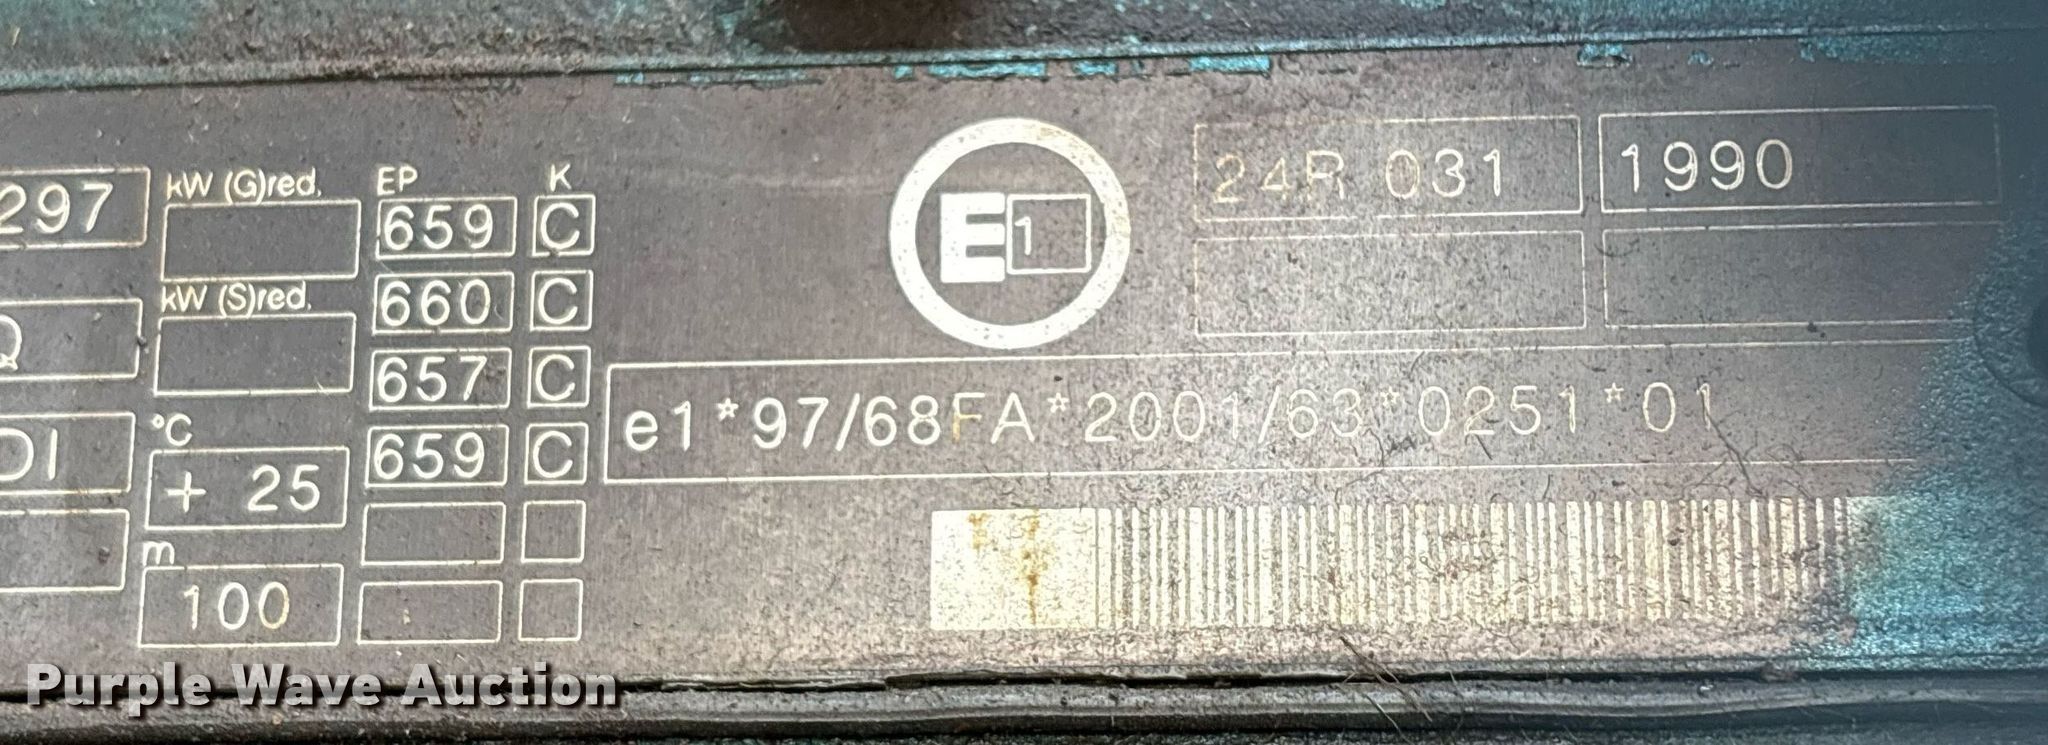 297
kW (G)red.
EP
K
659 C
660 C
kW (S)red.
Q
657 C
DI
°C
+ 25
659 C
m
100
E 1
24R 031
1990
e1*97/68FA*2001/63*0251*01
Purple Wave Auction